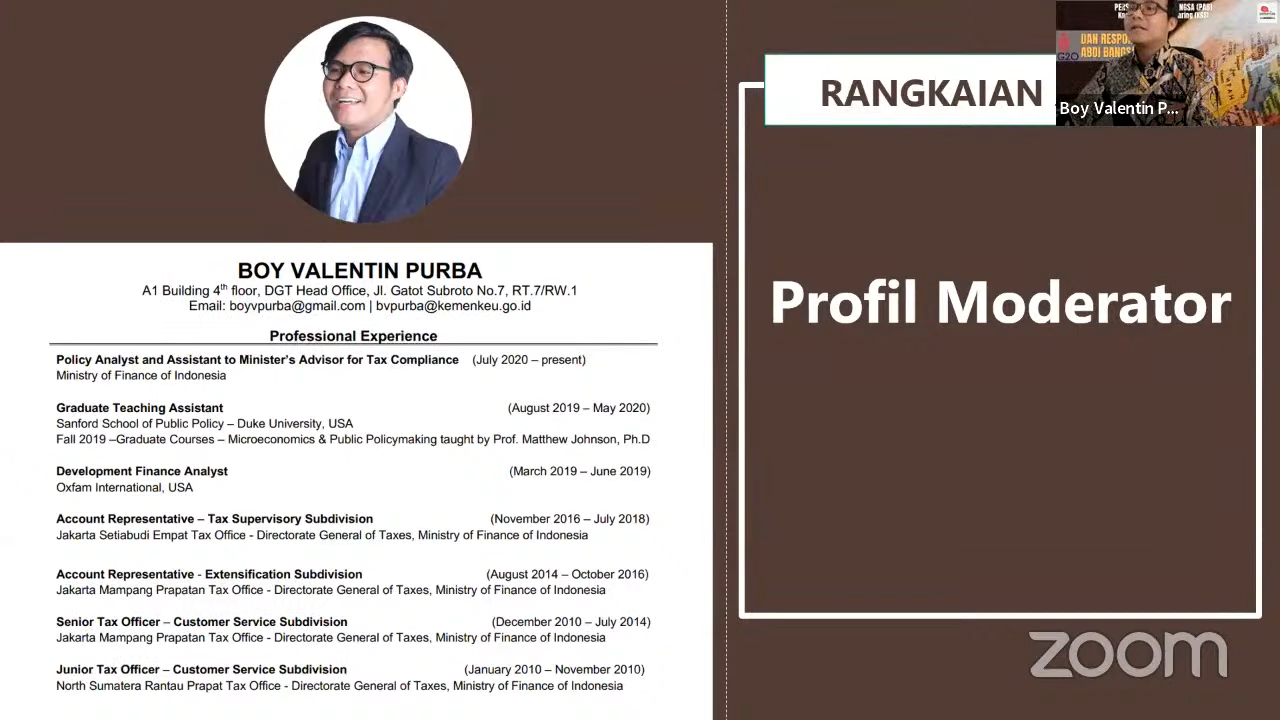 BOY VALENTIN PURBA
A1 Building 4th floor, DGT Head Office, Jl. Gatot Subroto No.7, RT.7/RW.1
Email: boyvpurba@gmail.com | bvpurba@kemenkeu.go.id
Professional Experience
Policy Analyst and Assistant to Minister's Advisor for Tax Compliance (July 2020 – present)
Ministry of Finance of Indonesia
Graduate Teaching Assistant (August 2019 – May 2020)
Sanford School of Public Policy – Duke University, USA
Fall 2019 –Graduate Courses – Microeconomics & Public Policymaking taught by Prof. Matthew Johnson, Ph.D
Development Finance Analyst (March 2019 – June 2019)
Oxfam International, USA
Account Representative – Tax Supervisory Subdivision (November 2016 – July 2018)
Jakarta Setiabudi Empat Tax Office - Directorate General of Taxes, Ministry of Finance of Indonesia
Account Representative - Extensification Subdivision (August 2014 – October 2016)
Jakarta Mampang Prapatan Tax Office - Directorate General of Taxes, Ministry of Finance of Indonesia
Senior Tax Officer – Customer Service Subdivision (December 2010 – July 2014)
Jakarta Mampang Prapatan Tax Office - Directorate General of Taxes, Ministry of Finance of Indonesia
Junior Tax Officer – Customer Service Subdivision (January 2010 – November 2010)
North Sumatera Rantau Prapat Tax Office - Directorate General of Taxes, Ministry of Finance of Indonesia
RANGKAIAN
Profil Moderator
NGSA (PAB)
aring (KST)
DAN RESPO
ABDI BANGS
G20
Boy Valentin P...
zoom